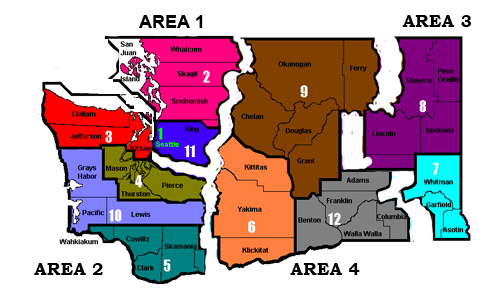 AREA 1
AREA 3
San
Juan
Island
Whatcom
Skagit
2
Snohomish
Okanogan
Ferry
9
Chelan
Douglas
Grant
Stevens
Pend
Oreille
8
Lincoln
Spokane
Clallam
Jefferson
3
Kitsap
1
Seattle
King
11
Grays
Habor
Mason
4
Thurston
Pierce
Pacific
10
Lewis
Wahkiakum
Cowlitz
Skamania
Clark
5
Kittitas
Yakima
6
Klickitat
Adams
Franklin
Benton
12
Columbia
Walla Walla
7
Whitman
Garfield
Asotin
AREA 2
AREA 4